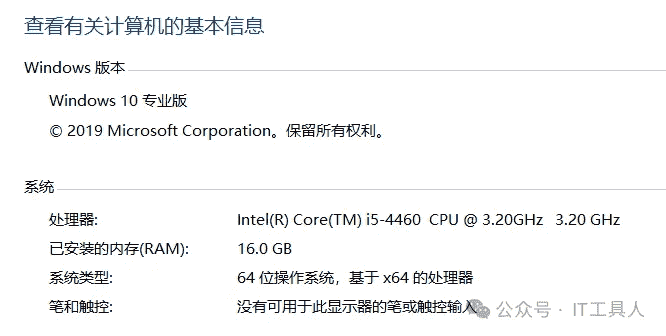 查看有关计算机的基本信息
Windows 版本
Windows 10 专业版
© 2019 Microsoft Corporation。保留所有权利。
系统
处理器: Intel(R) Core(TM) i5-4460 CPU @ 3.20GHz 3.20 GHz
已安装的内存(RAM): 16.0 GB
系统类型: 64 位操作系统，基于 x64 的处理器
笔和触控: 没有可用于此显示器的笔或触控输入
公众号 · IT工具人